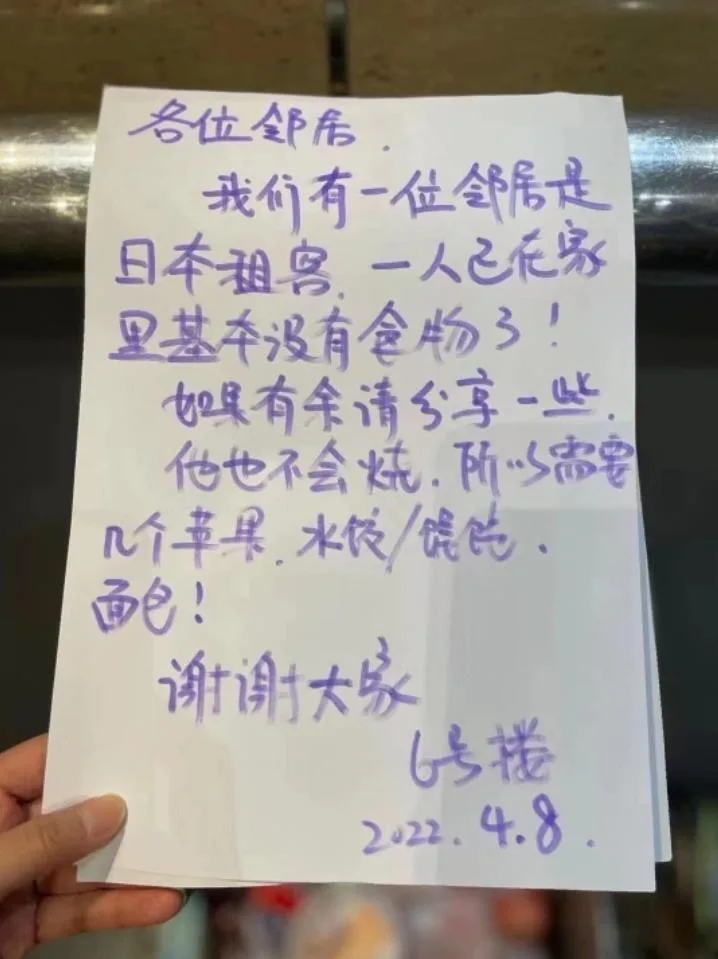 各位邻居.
我们有一位邻居是
日本租客、一人已在家
里基本没有食物了!
如果有余请分享一些.
他也不会烧.所以需要
几个苹果.水饺/馄饨.
面包!
谢谢大家
6号楼
2022.4.8.